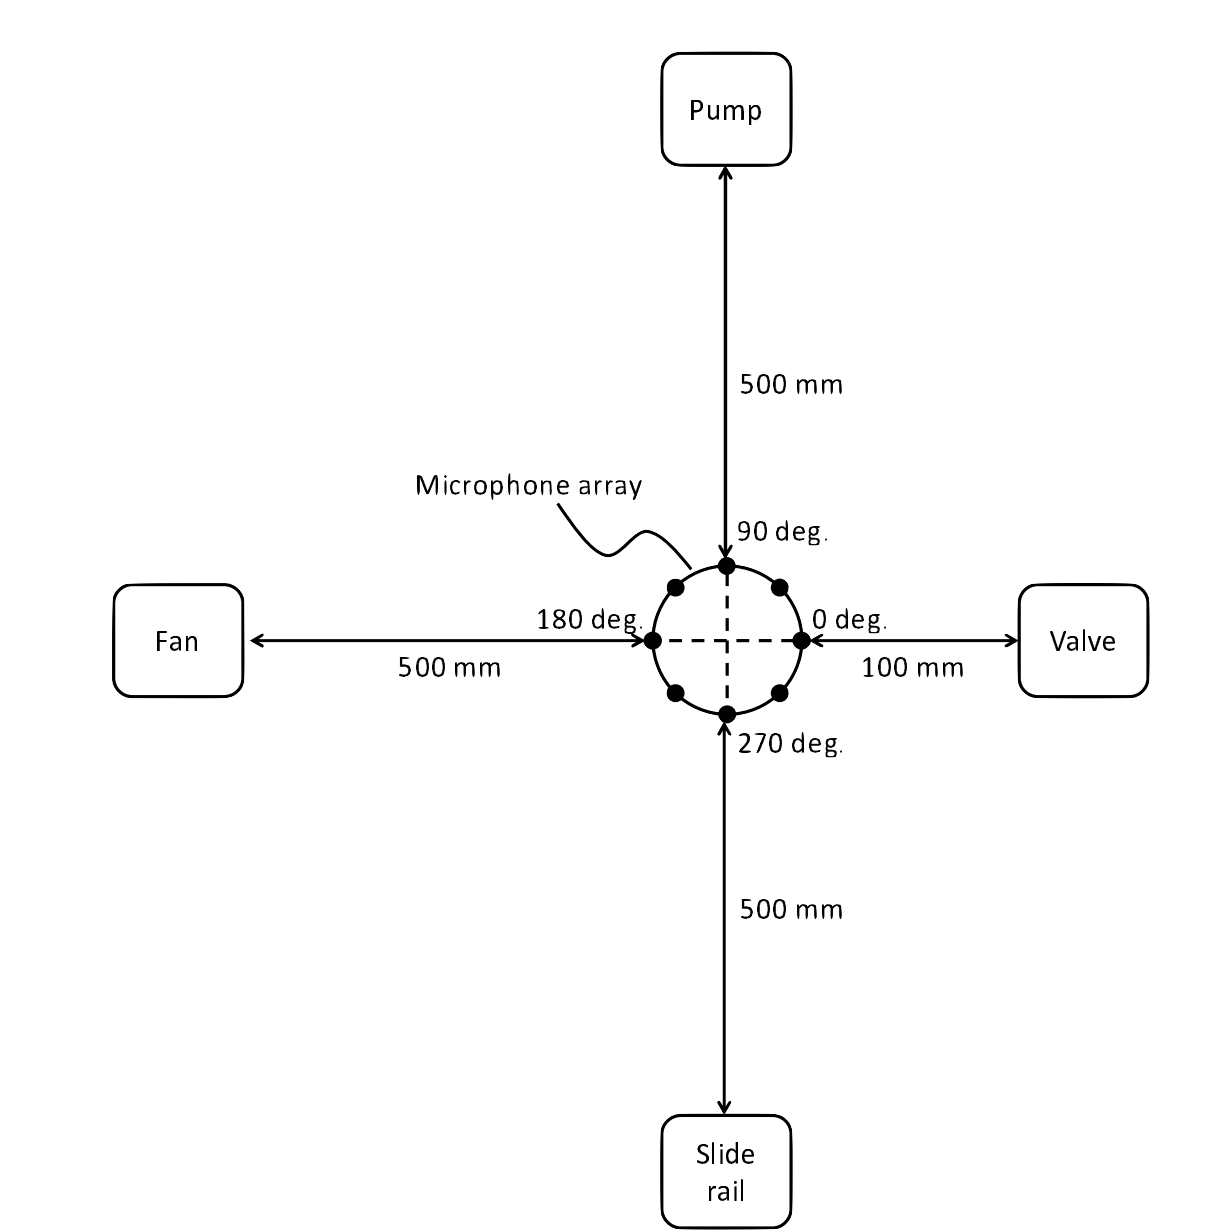 Pump
500 mm
Microphone array
90 deg.
180 deg.
0 deg.
Fan
Valve
500 mm
100 mm
270 deg.
500 mm
Slide
rail